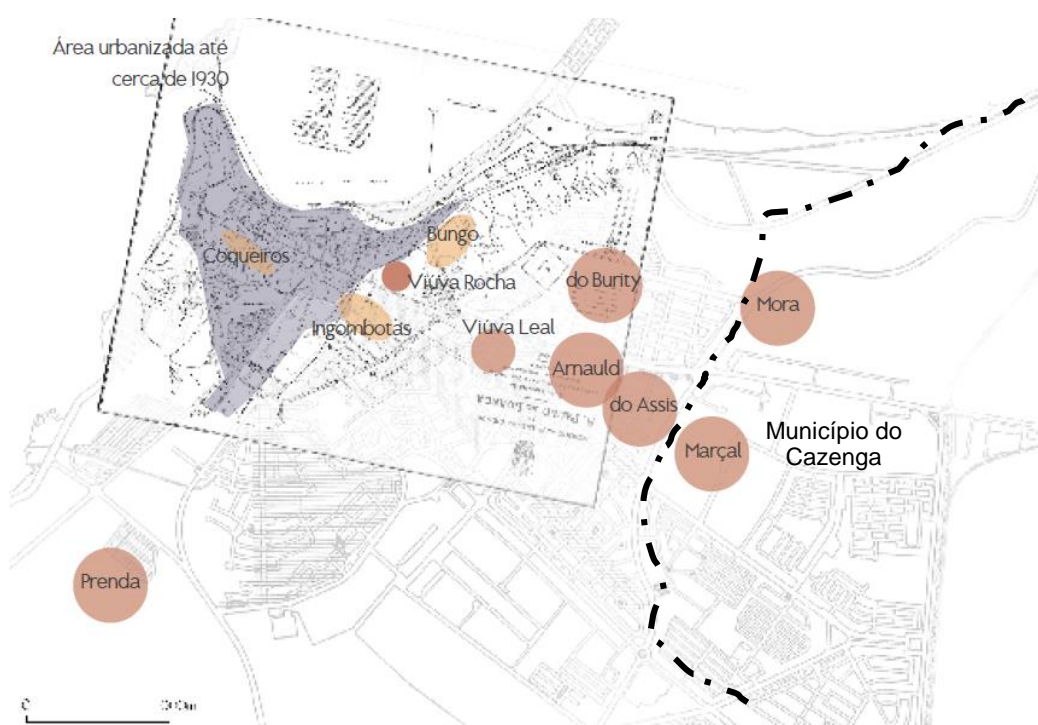 Área urbanizada até
cerca de 1930
Bungo
Coqueiros
do Burity
Viúva Rocha
Mora
Ingombotas
Viúva Leal
Arnauld
do Assis
Município do
Cazenga
Marçal
Prenda
0